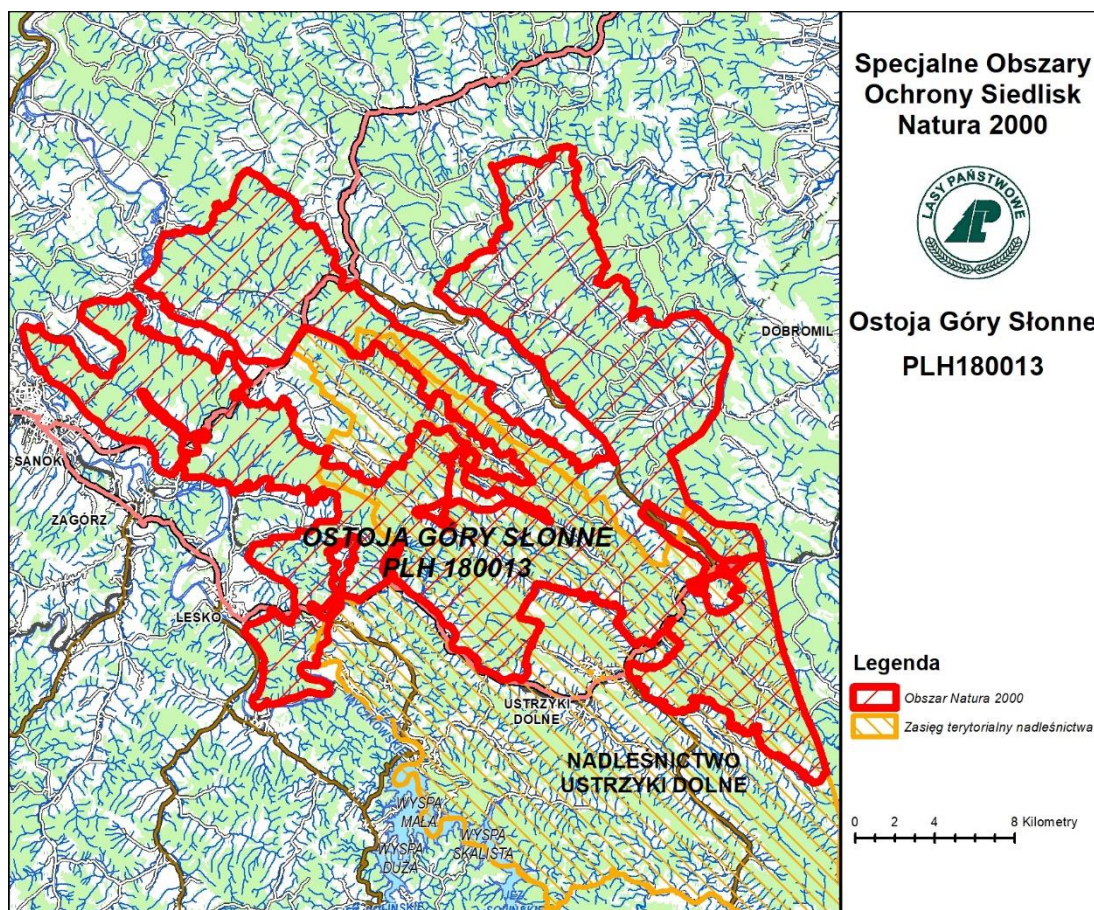 Specjalne Obszary
Ochrony Siedlisk
Natura 2000
LASY PAŃSTWOWE
Ostoja Góry Słonne
PLH180013
DOBROMIL
SANOK
ZAGÓRZ
OSTOJA GÓRY SŁONNE
PLH 180013
LESKO
USTRZYKI
DOLNE
NADLEŚNICTWO
USTRZYKI DOLNE
WYSPA
MAŁA
WYSPA
SKALISTA
WYSPA
DUŻA
Legenda
Obszar Natura 2000
Zasięg terytorialny nadleśnictwa
0 2 4 8 Kilometry